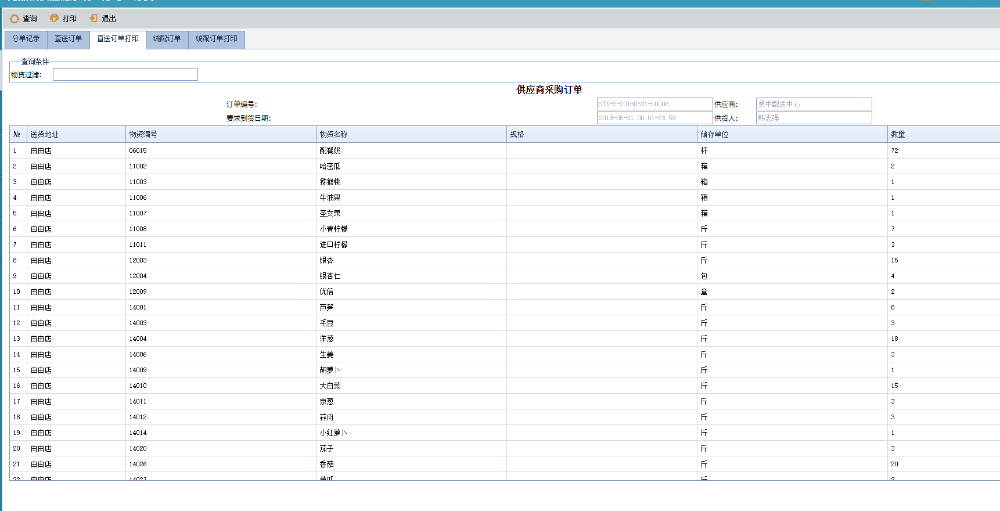 查询 打印 退出
分单记录 直送订单 直送订单打印 统配订单 统配订单打印
查询条件
物资过滤:
供应商采购订单
订单编号: STK-2-20180531-00008 供应商: 吴中配送中心
要求到货日期: 2018-05-31 00:01-23:59 供货人: 韩志强
№ 送货地址 物资编号 物资名称 规格 储存单位 数量
1 由由店 06015 配餐奶 杯 72
2 由由店 11002 哈密瓜 箱 2
3 由由店 11003 猕猴桃 箱 1
4 由由店 11006 牛油果 箱 1
5 由由店 11007 圣女果 箱 1
6 由由店 11008 小青柠檬 斤 7
7 由由店 11011 进口柠檬 斤 3
8 由由店 12003 银杏 斤 15
9 由由店 12004 银杏仁 包 4
10 由由店 12009 优倍 盒 2
11 由由店 14001 芦笋 斤 8
12 由由店 14003 毛豆 斤 3
13 由由店 14004 洋葱 斤 18
14 由由店 14006 生姜 斤 3
15 由由店 14009 胡萝卜 斤 1
16 由由店 14010 大白菜 斤 15
17 由由店 14011 京葱 斤 3
18 由由店 14012 蒜肉 斤 3
19 由由店 14014 小红萝卜 斤 1
20 由由店 14020 茄子 斤 3
21 由由店 14026 香菇 斤 20
22 由由店 14027 黄瓜 斤 2